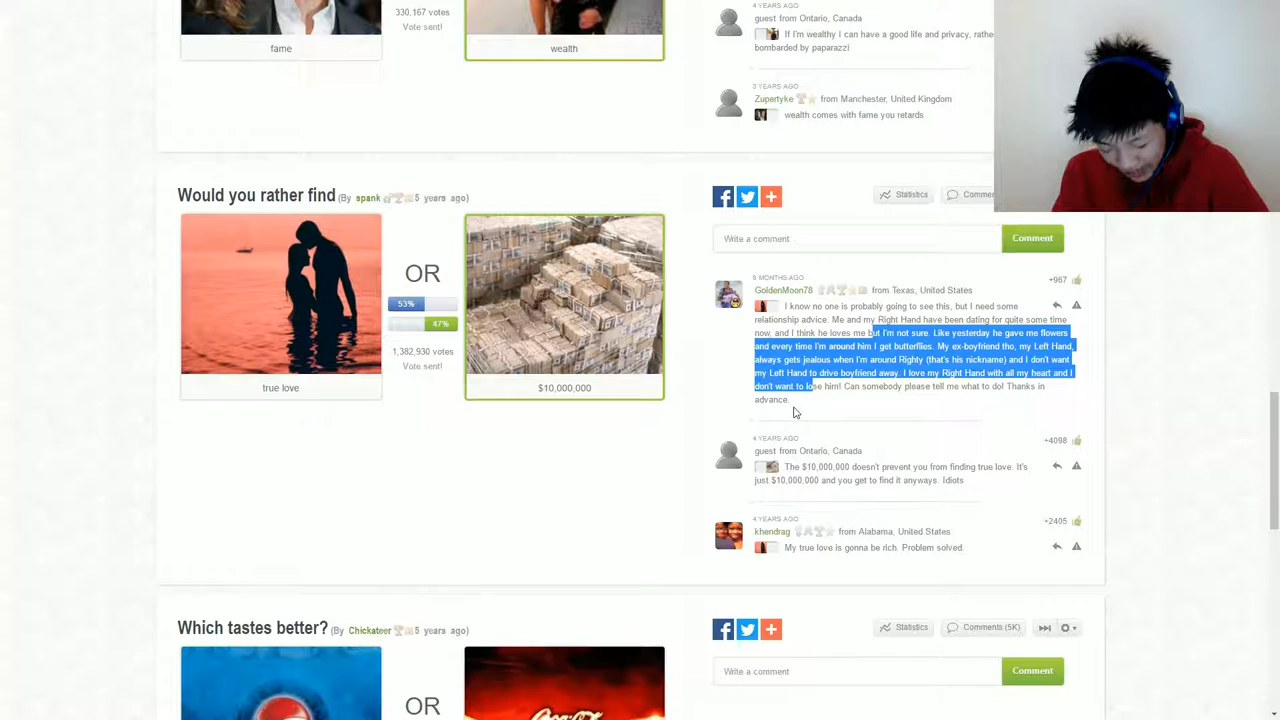 330.167 votes
Vote sent!
fame
wealth
4 YEARS AGO
guest from Ontario, Canada
If I'm wealthy I can have a good life and privacy, rathe
bombarded by paparazzi
3 YEARS AGO
Zupertyke from Manchester, United Kingdom
wealth comes with fame you retards
Would you rather find (By spank 5 years ago)
OR
53%
47%
1,382,930 votes
Vote sent!
true love
$10,000,000
Statistics
Comme
Write a comment
Comment
8 MONTHS AGO
+967
GoldenMoon78 from Texas, United States
I know no one is probably going to see this, but I need some
relationship advice. Me and my Right Hand have been dating for quite some time
now, and I think he loves me but I'm not sure. Like yesterday he gave me flowers
and every time I'm around him I get butterflies. My ex-boyfriend tho, my Left Hand,
always gets jealous when I'm around Righty (that's his nickname) and I don't want
my Left Hand to drive boyfriend away. I love my Right Hand with all my heart and I
don't want to lose him! Can somebody please tell me what to do! Thanks in
advance.
4 YEARS AGO
+4098
guest from Ontario, Canada
The $10,000,000 doesn't prevent you from finding true love. It's
just $10,000,000 and you get to find it anyways. Idiots
4 YEARS AGO
+2405
khendrag from Alabama, United States
My true love is gonna be rich. Problem solved.
Which tastes better? (By Chickateer 5 years ago)
OR
Statistics
Comments (5K)
Write a comment
Comment